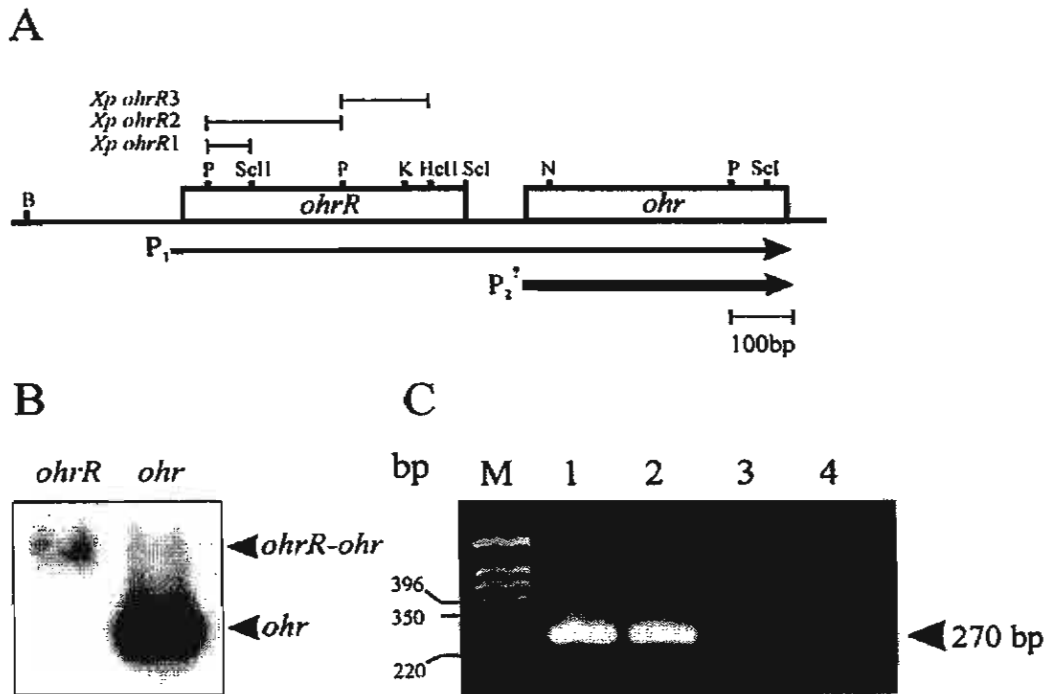 A
Xp ohrR3
Xp ohrR2
Xp ohrR1
B P ScII P K HcII ScI N P ScI
ohrR ohr
P1
P2?
100bp
B C
ohrR ohr
bp M 1 2 3 4
ohrR-ohr
ohr
396
350
220
270 bp